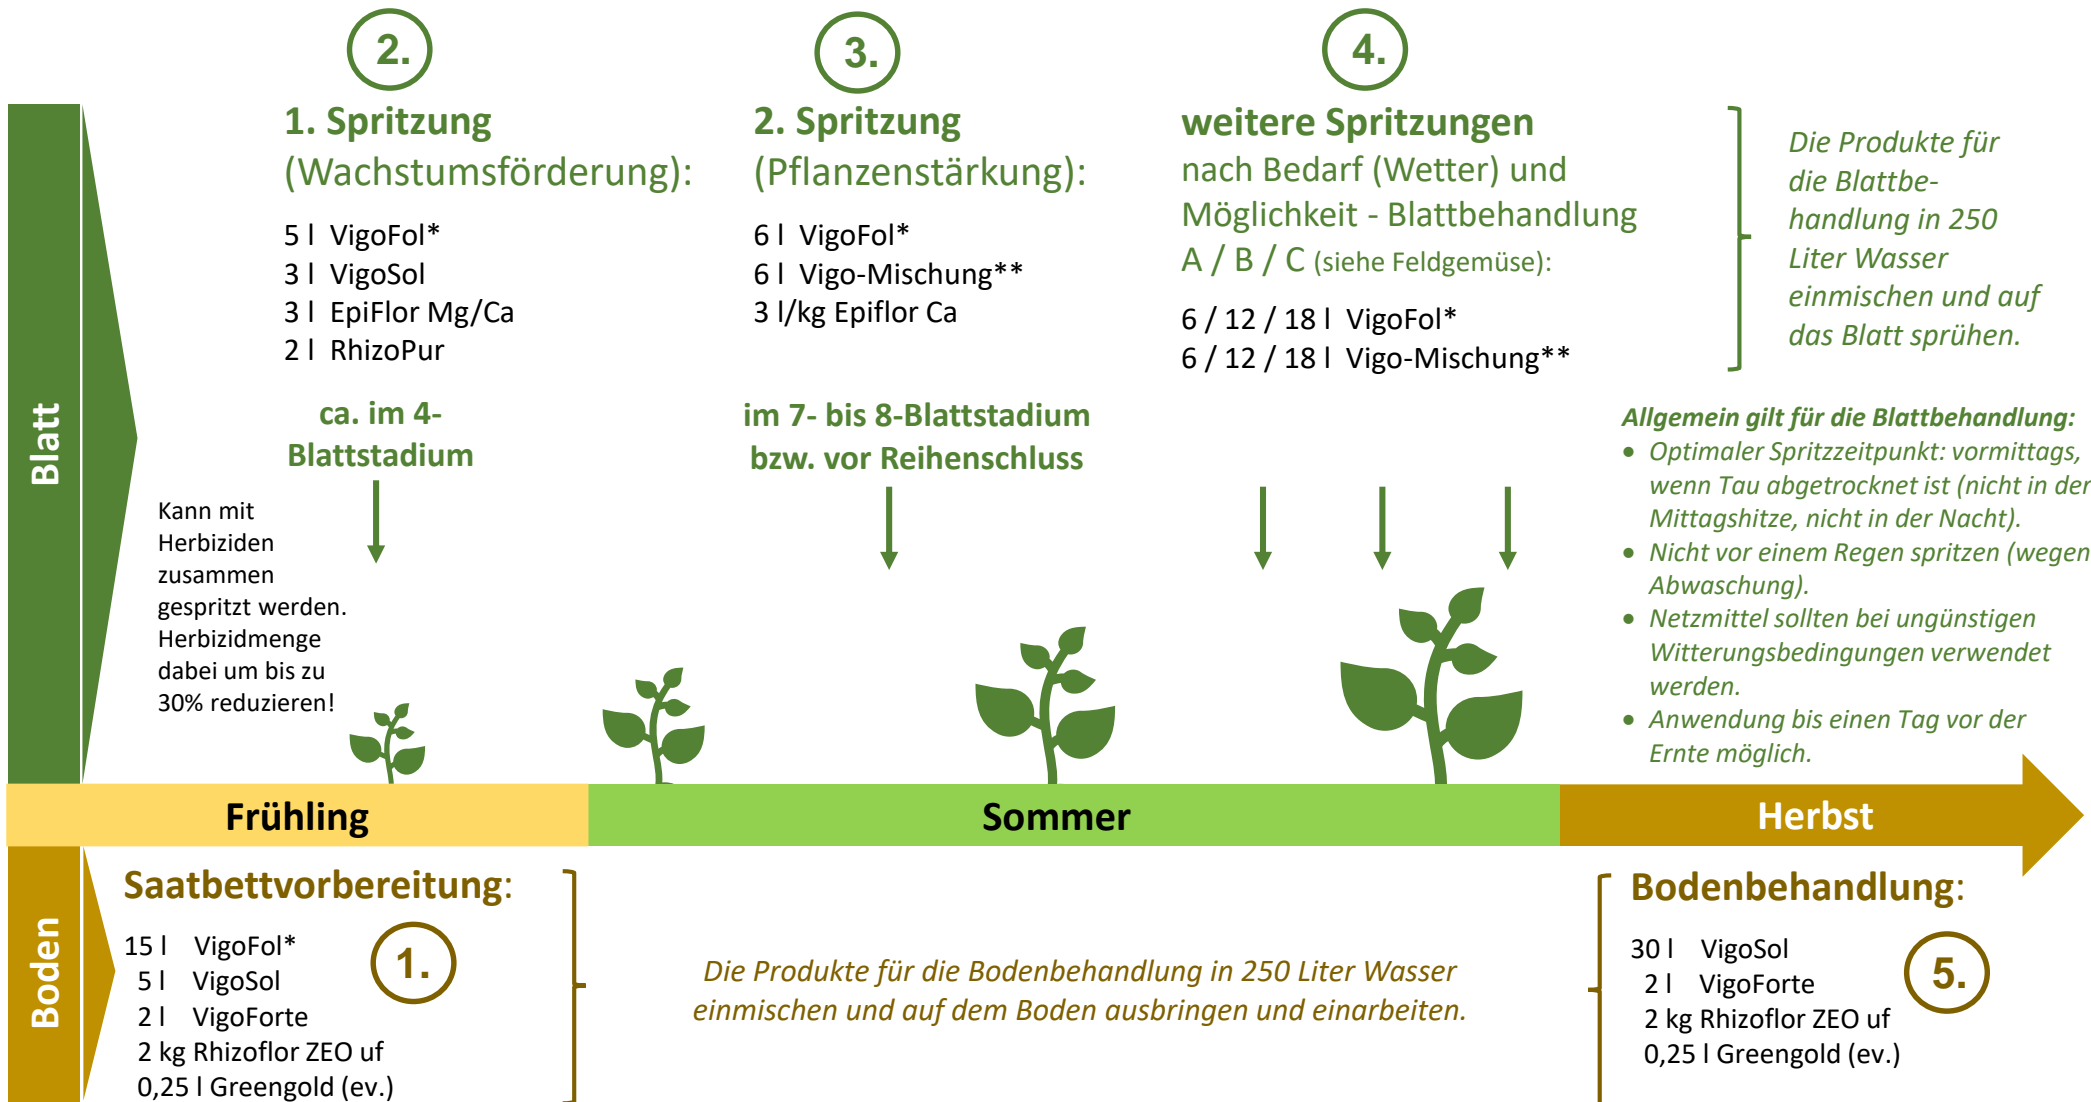 2.
1. Spritzung
(Wachstumsförderung):
5 l VigoFol*
3 l VigoSol
3 l EpiFlor Mg/Ca
2 l RhizoPur
ca. im 4-
Blattstadium
Kann mit
Herbiziden
zusammen
gespritzt werden.
Herbizidmenge
dabei um bis zu
30% reduzieren!
3.
2. Spritzung
(Pflanzenstärkung):
6 l VigoFol*
6 l Vigo-Mischung**
3 l/kg Epiflor Ca
im 7- bis 8-Blattstadium
bzw. vor Reihenschluss
4.
weitere Spritzungen
nach Bedarf (Wetter) und
Möglichkeit - Blattbehandlung
A / B / C (siehe Feldgemüse):
6 / 12 / 18 l VigoFol*
6 / 12 / 18 l Vigo-Mischung**
Die Produkte für
die Blattbe-
handlung in 250
Liter Wasser
einmischen und auf
das Blatt sprühen.
Allgemein gilt für die Blattbehandlung:
• Optimaler Spritzzeitpunkt: vormittags,
wenn Tau abgetrocknet ist (nicht in der
Mittagshitze, nicht in der Nacht).
• Nicht vor einem Regen spritzen (wegen
Abwaschung).
• Netzmittel sollten bei ungünstigen
Witterungsbedingungen verwendet
werden.
• Anwendung bis einen Tag vor der
Ernte möglich.
Blatt
Frühling
Sommer
Herbst
Boden
Saatbettvorbereitung:
1.
15 l VigoFol*
5 l VigoSol
2 l VigoForte
2 kg Rhizoflor ZEO uf
0,25 l Greengold (ev.)
Die Produkte für die Bodenbehandlung in 250 Liter Wasser
einmischen und auf dem Boden ausbringen und einarbeiten.
Bodenbehandlung:
5.
30 l VigoSol
2 l VigoForte
2 kg Rhizoflor ZEO uf
0,25 l Greengold (ev.)